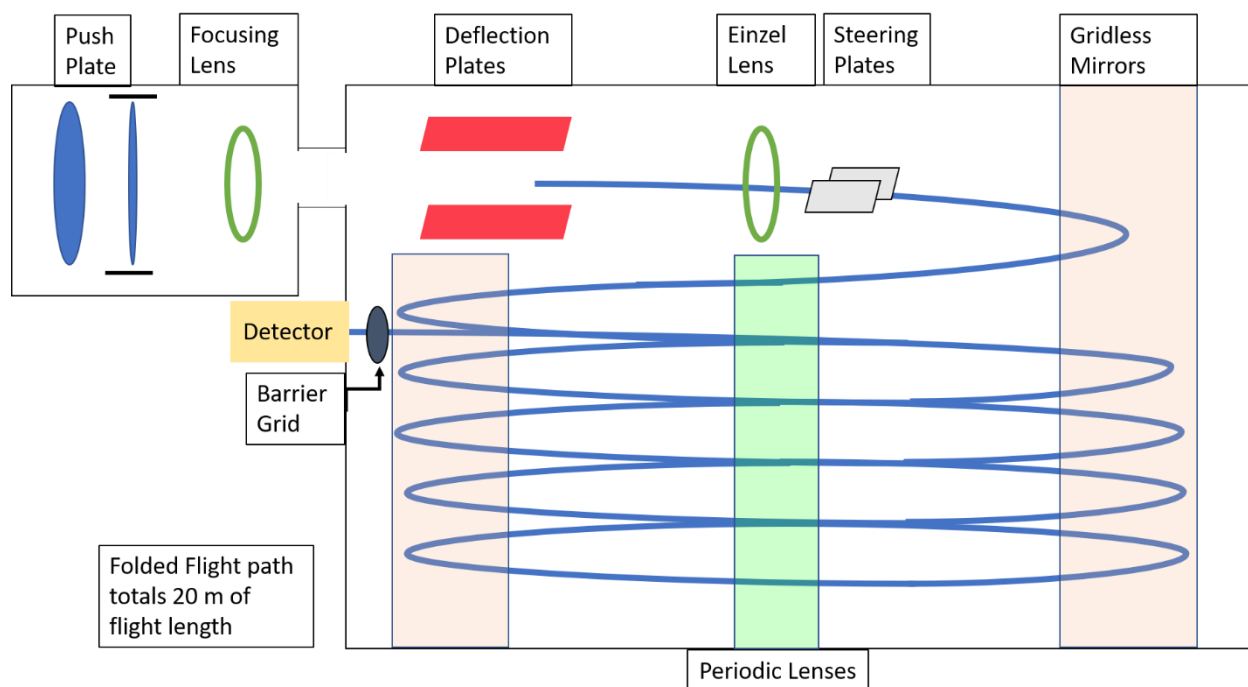 Push
Plate
Focusing
Lens
Deflection
Plates
Einzel
Lens
Steering
Plates
Gridless
Mirrors
Detector
Barrier
Grid
Folded Flight path
totals 20 m of
flight length
Periodic Lenses